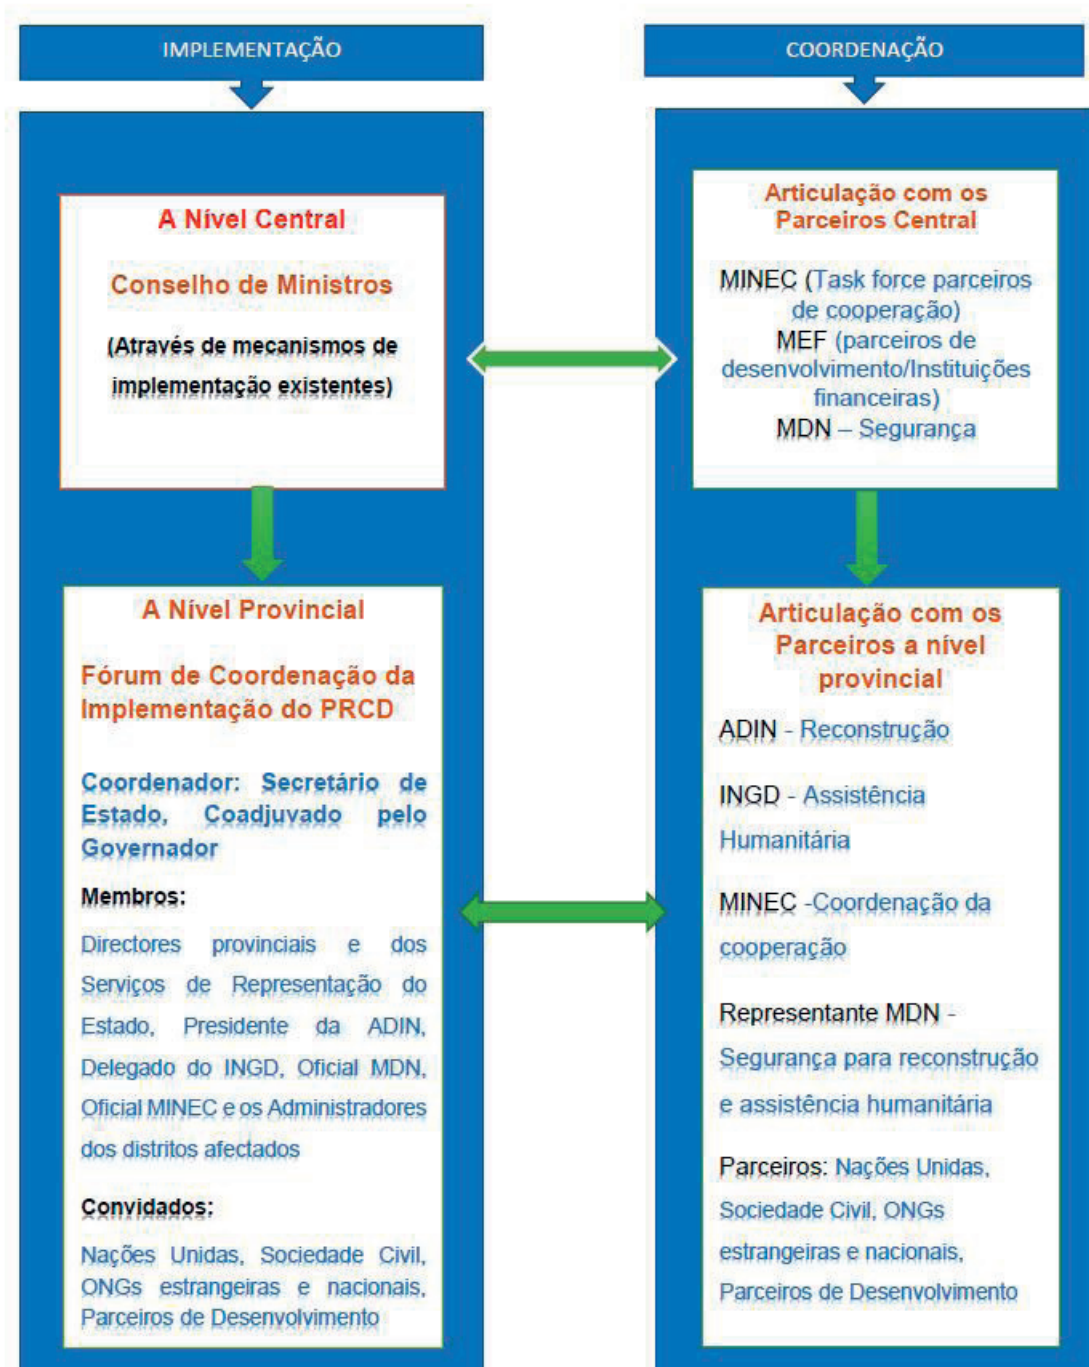 IMPLEMENTAÇÃO
A Nível Central
Conselho de Ministros
(Através de mecanismos de
implementação existentes)
A Nível Provincial
Fórum de Coordenação da
Implementação do PRCD
Coordenador: Secretário de
Estado, Coadjuvado pelo
Governador
Membros:
Directores provinciais e dos
Serviços de Representação do
Estado, Presidente da ADIN,
Delegado do INGD, Oficial MDN,
Oficial MINEC e os Administradores
dos distritos afectados
Convidados:
Nações Unidas, Sociedade Civil,
ONGs estrangeiras e nacionais,
Parceiros de Desenvolvimento
COORDENAÇÃO
Articulação com os
Parceiros Central
MINEC (Task force parceiros
de cooperação)
MEF (parceiros de
desenvolvimento/Instituições
financeiras)
MDN – Segurança
Articulação com os
Parceiros a nível
provincial
ADIN - Reconstrução
INGD - Assistência
Humanitária
MINEC -Coordenação da
cooperação
Representante MDN -
Segurança para reconstrução
e assistência humanitária
Parceiros: Nações Unidas,
Sociedade Civil, ONGs
estrangeiras e nacionais,
Parceiros de Desenvolvimento